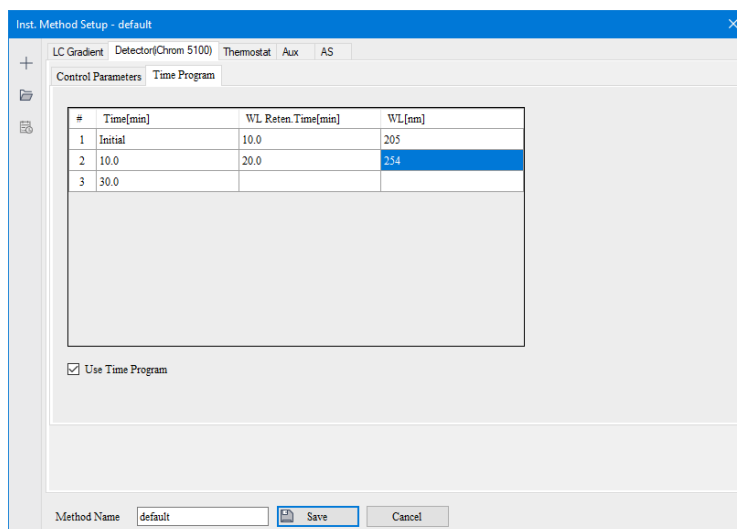 Inst. Method Setup - default
LC Gradient Detector(iChrom 5100) Thermostat Aux AS
Control Parameters Time Program
# Time[min] WL Reten.Time[min] WL[nm]
1 Initial 10.0 205
2 10.0 20.0 254
3 30.0
Use Time Program
Method Name default Save Cancel